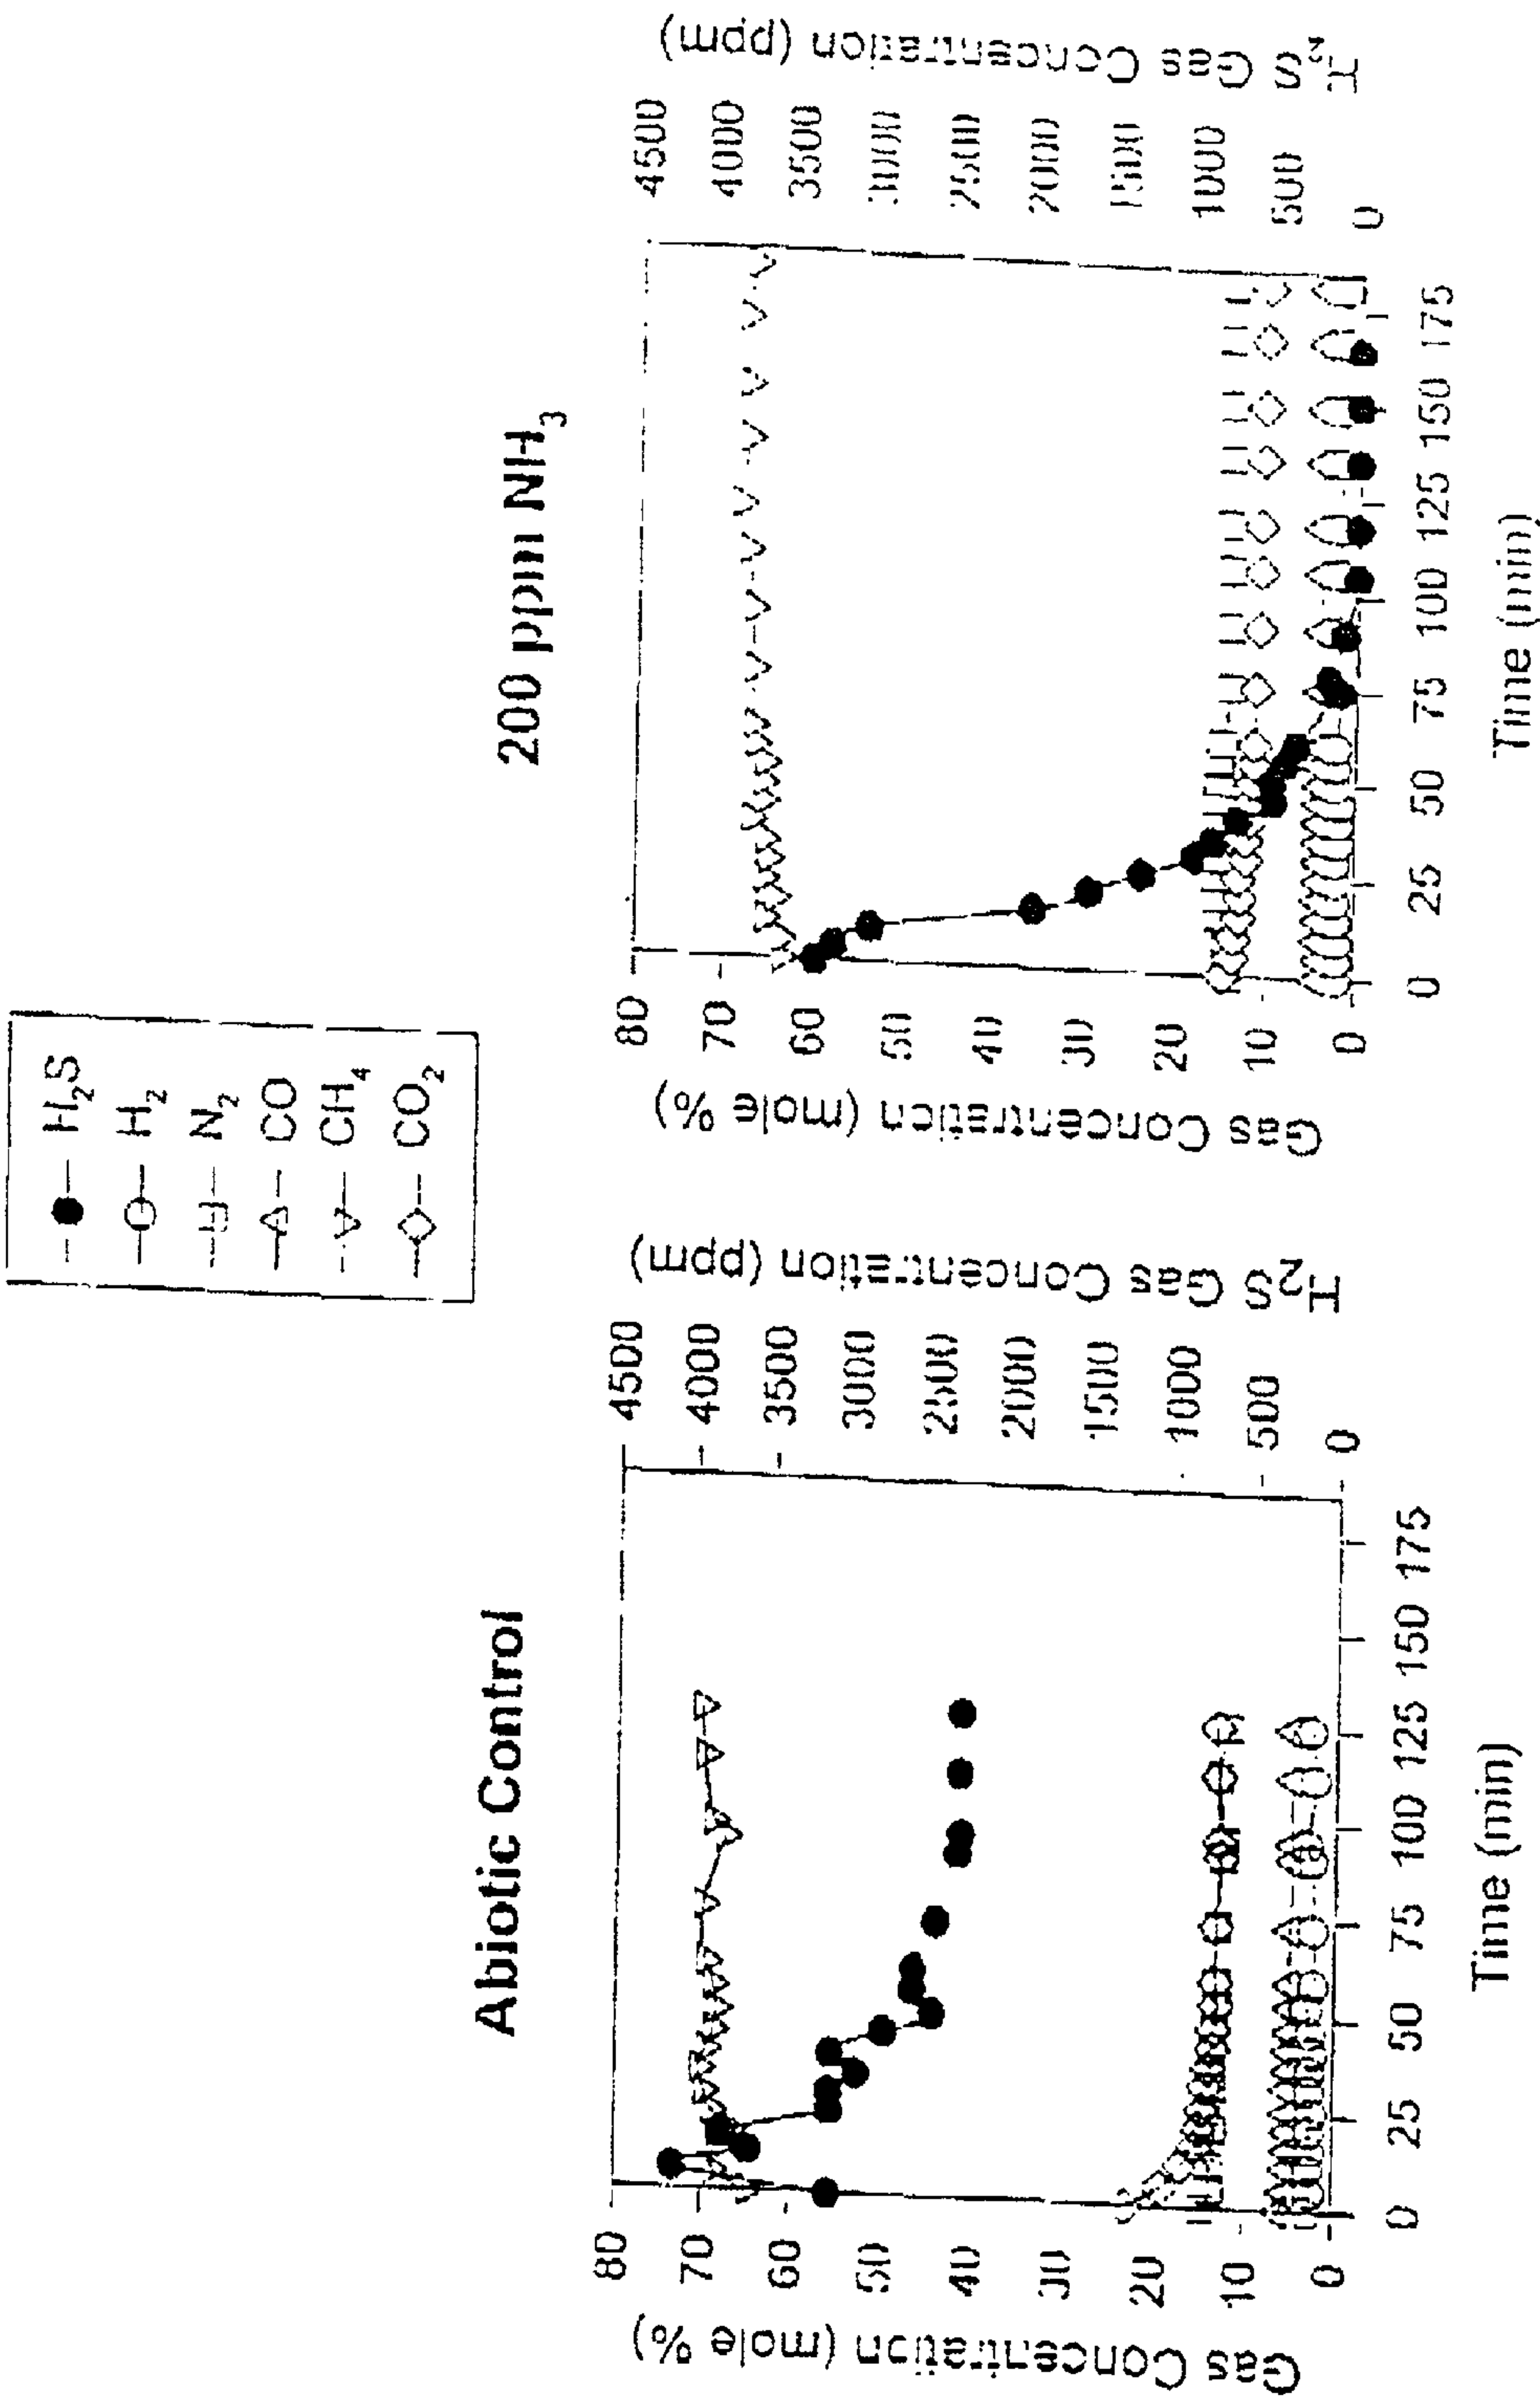 H₂S
H₂
N₂
CO
CH₄
CO₂
Abiotic Control
Gas Concentration (mole %)
80
70
60
50
40
30
20
10
0
4500
4000
3500
3000
2500
2000
1500
1000
500
0
H₂S Gas Concentration (ppm)
0 25 50 75 100 125 150 175
Time (min)
200 ppm NH₃
Gas Concentration (mole %)
80
70
60
50
40
30
20
10
0
4500
4000
3500
3000
2500
2000
1500
1000
500
0
H₂S Gas Concentration (ppm)
0 25 50 75 100 125 150 175
Time (min)